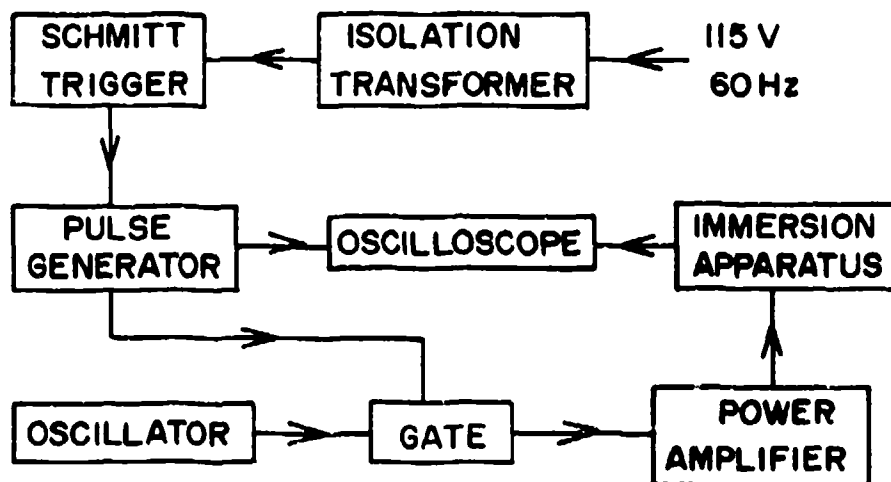 SCHMITT
TRIGGER
ISOLATION
TRANSFORMER
115 V
60 Hz
PULSE
GENERATOR
OSCILLOSCOPE
IMMERSION
APPARATUS
OSCILLATOR
GATE
POWER
AMPLIFIER